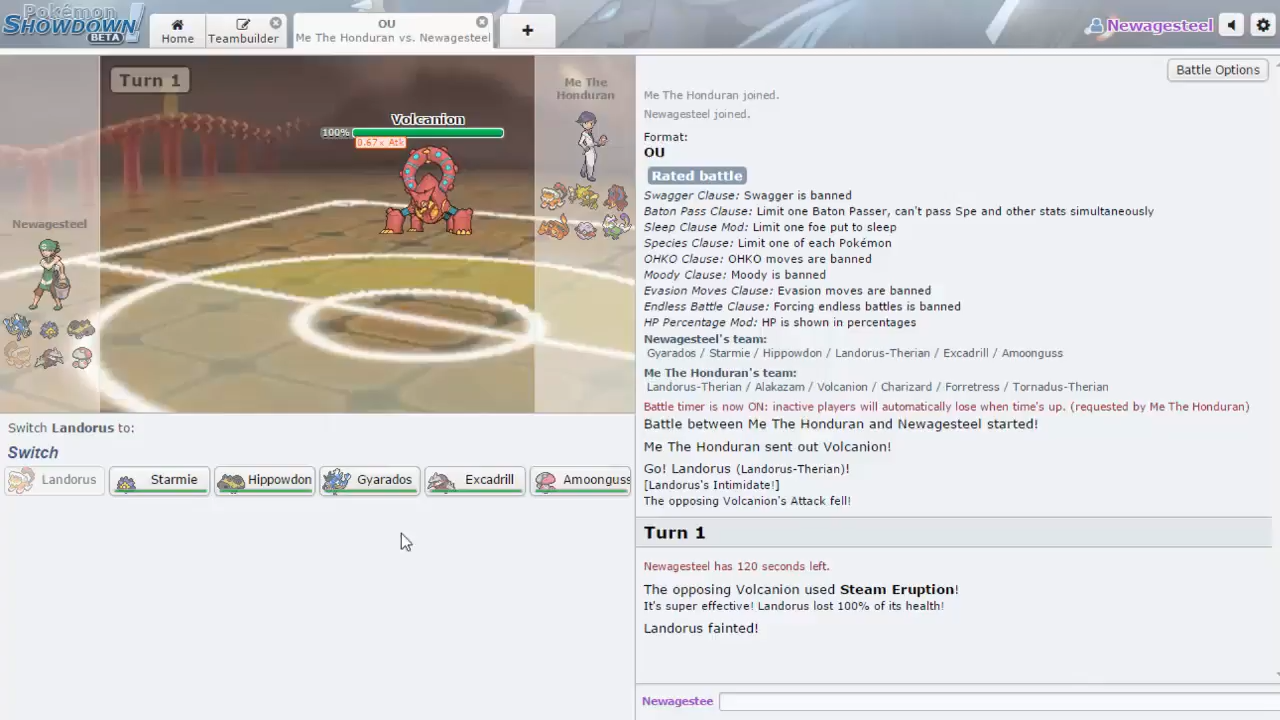 Pokémon
SHOWDOWN!
BETA
Home
Teambuilder
OU
Me The Honduran vs. Newagesteel
+
Newagesteel
Turn 1
Me The
Honduran
Volcanion
100%
0.67× Atk
Newagesteel
Switch Landorus to:
Switch
Landorus
Starmie
Hippowdon
Gyarados
Excadrill
Amoonguss
Battle Options
Me The Honduran joined.
Newagesteel joined.
Format:
OU
Rated battle
Swagger Clause: Swagger is banned
Baton Pass Clause: Limit one Baton Passer, can't pass Spe and other stats simultaneously
Sleep Clause Mod: Limit one foe put to sleep
Species Clause: Limit one of each Pokémon
OHKO Clause: OHKO moves are banned
Moody Clause: Moody is banned
Evasion Moves Clause: Evasion moves are banned
Endless Battle Clause: Forcing endless battles is banned
HP Percentage Mod: HP is shown in percentages
Newagesteel's team:
Gyarados / Starmie / Hippowdon / Landorus-Therian / Excadrill / Amoonguss
Me The Honduran's team:
Landorus-Therian / Alakazam / Volcanion / Charizard / Forretress / Tornadus-Therian
Battle timer is now ON: inactive players will automatically lose when time's up. (requested by Me The Honduran)
Battle between Me The Honduran and Newagesteel started!
Me The Honduran sent out Volcanion!
Go! Landorus (Landorus-Therian)!
[Landorus's Intimidate!]
The opposing Volcanion's Attack fell!
Turn 1
Newagesteel has 120 seconds left.
The opposing Volcanion used Steam Eruption!
It's super effective! Landorus lost 100% of its health!
Landorus fainted!
Newagestee